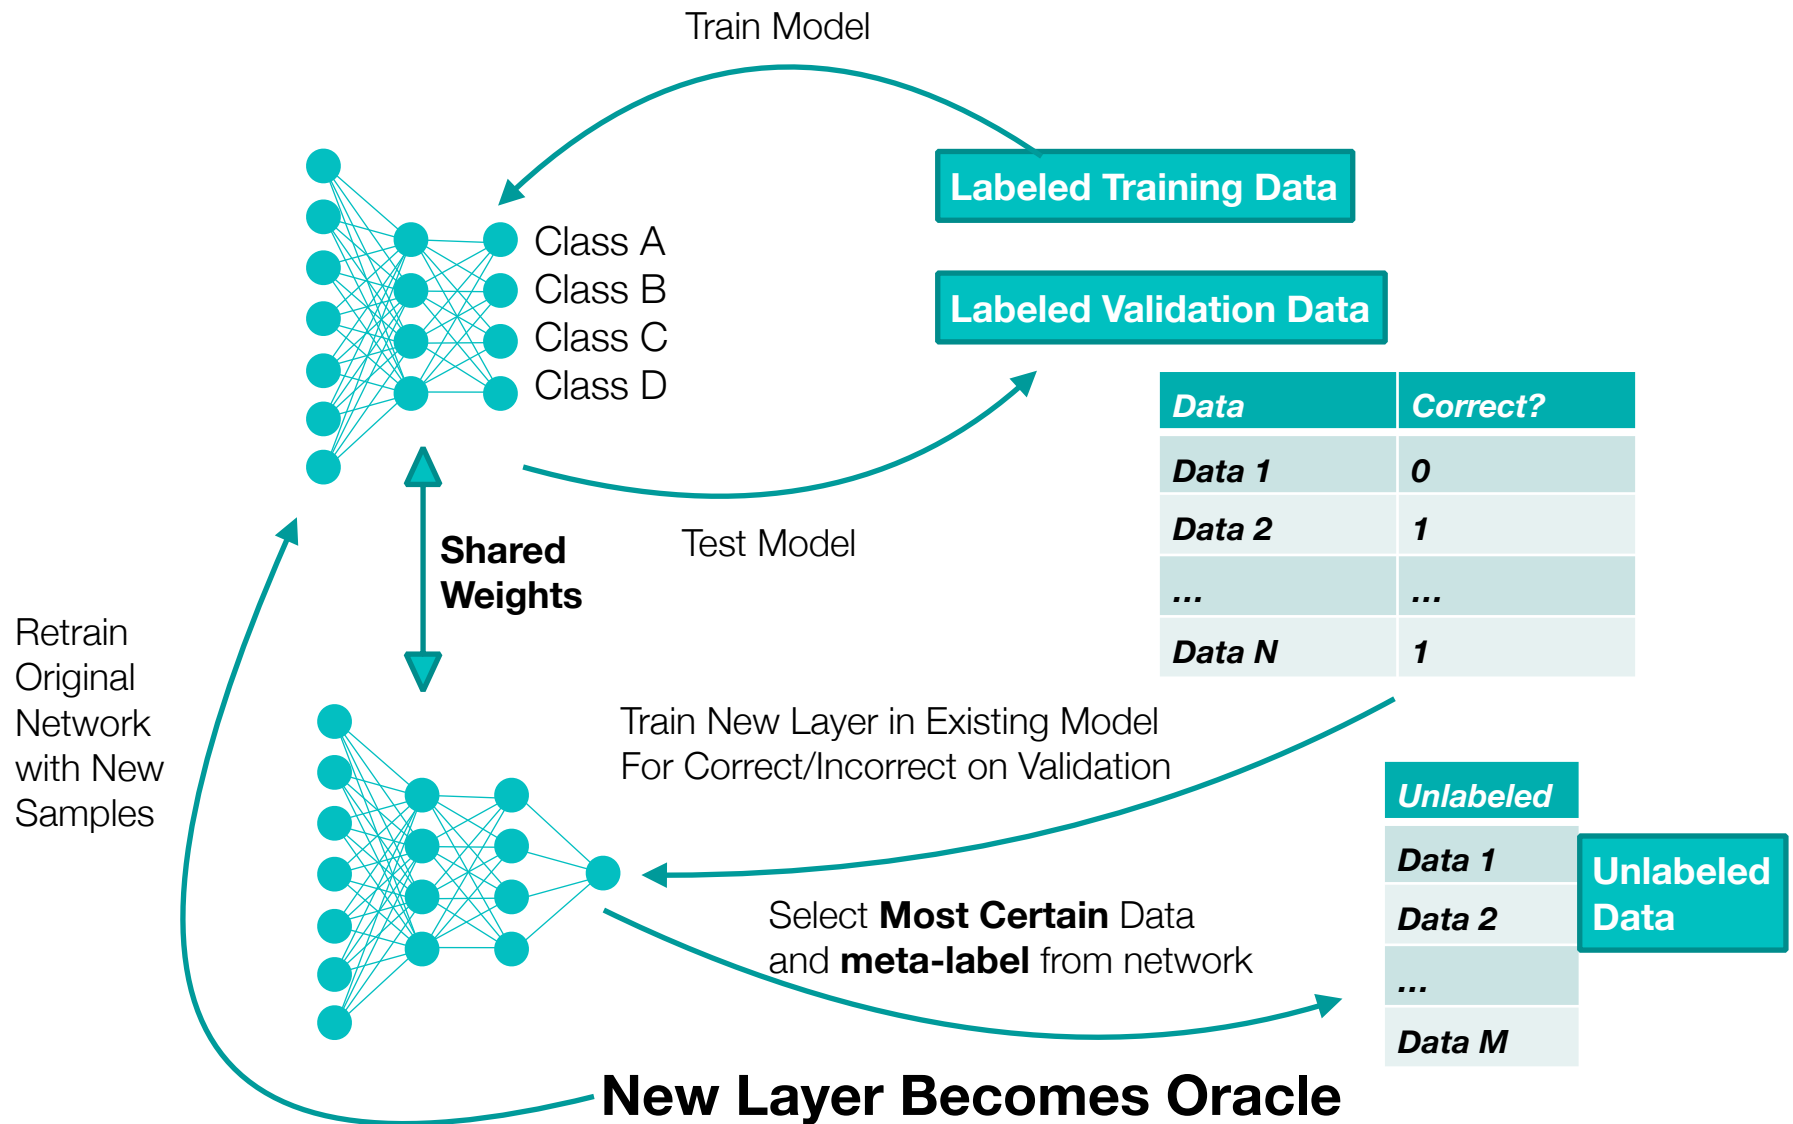 Train Model
Labeled Training Data
Class A
Class B
Class C
Class D
Labeled Validation Data
Data Correct?
Data 1 0
Data 2 1
... ...
Data N 1
Shared
Weights
Test Model
Retrain
Original
Network
with New
Samples
Train New Layer in Existing Model
For Correct/Incorrect on Validation
Unlabeled
Data 1
Data 2
...
Data M
Unlabeled
Data
Select Most Certain Data
and meta-label from network
New Layer Becomes Oracle